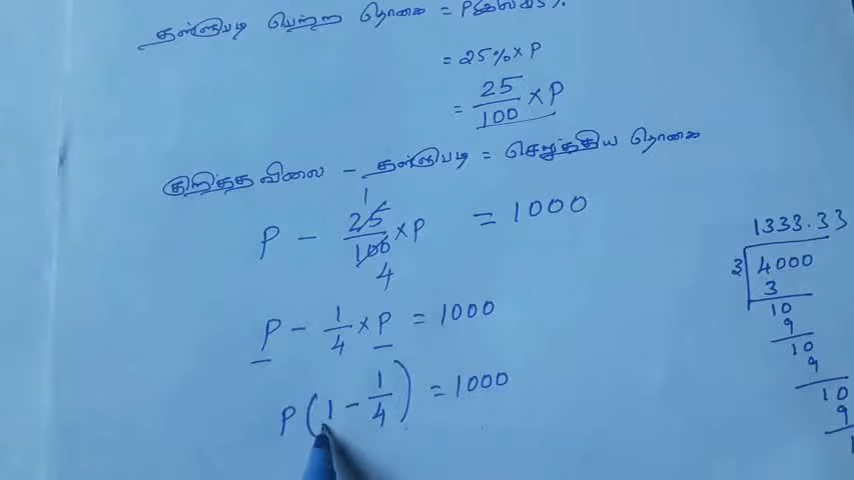 தள்ளுபடி பெற்ற தொகை = P இல் 25%
= 25% × P
= 25/100 × P
குறித்த விலை - தள்ளுபடி = செலுத்திய தொகை
P - 25/100 × P = 1000
1
4
P - 1/4 × P = 1000
P(1 - 1/4) = 1000
1333.33
3 4000
3
10
9
10
9
10
9
1